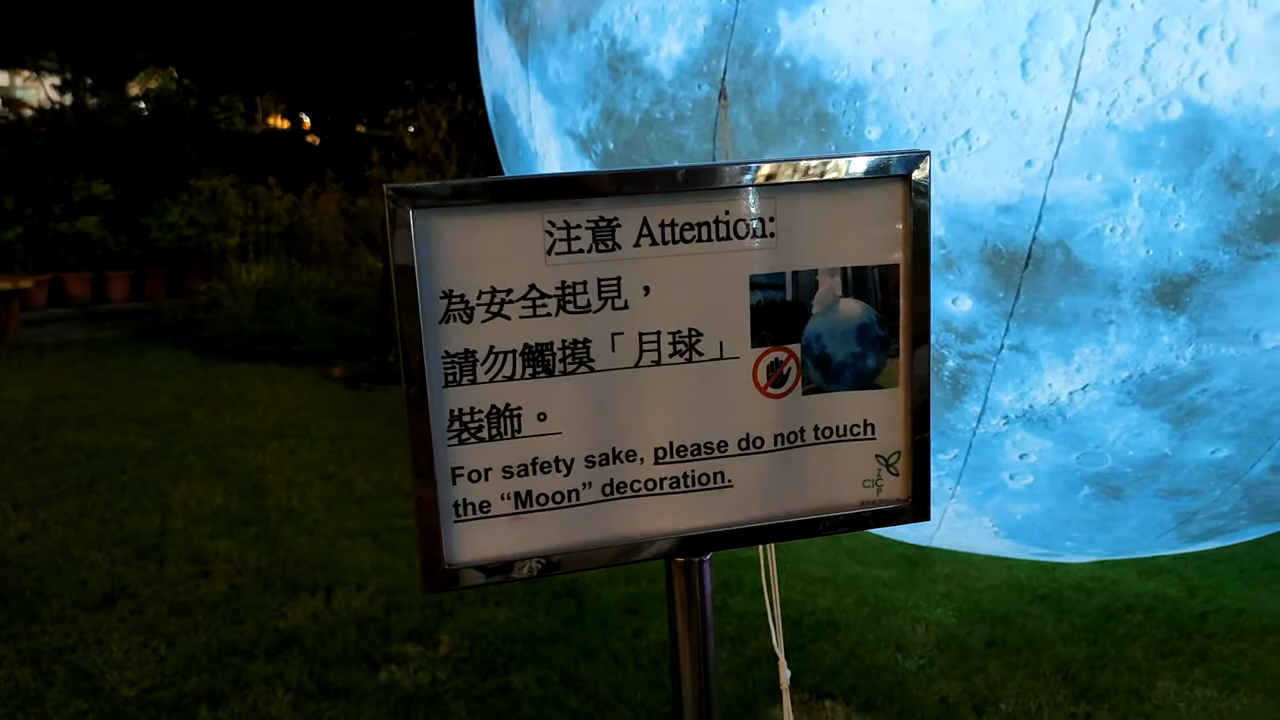 注意 Attention:
為安全起見，
請勿觸摸「月球」
裝飾。
For safety sake, please do not touch
the “Moon” decoration.
CICP